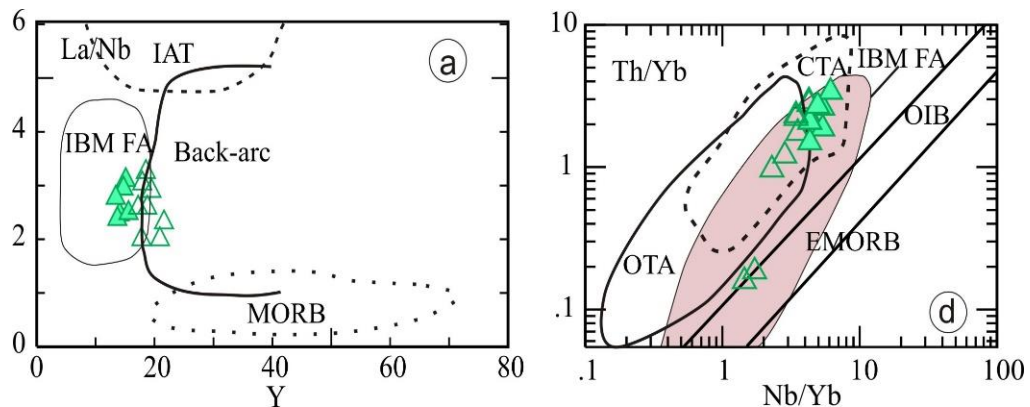 6
La/Nb
IAT
a
4
IBM FA
Back-arc
2
MORB
0
0 20 40 60 80
Y
10
Th/Yb
CTA
IBM FA
OIB
1
OTA
EMORB
.1
d
.1 1 10 100
Nb/Yb